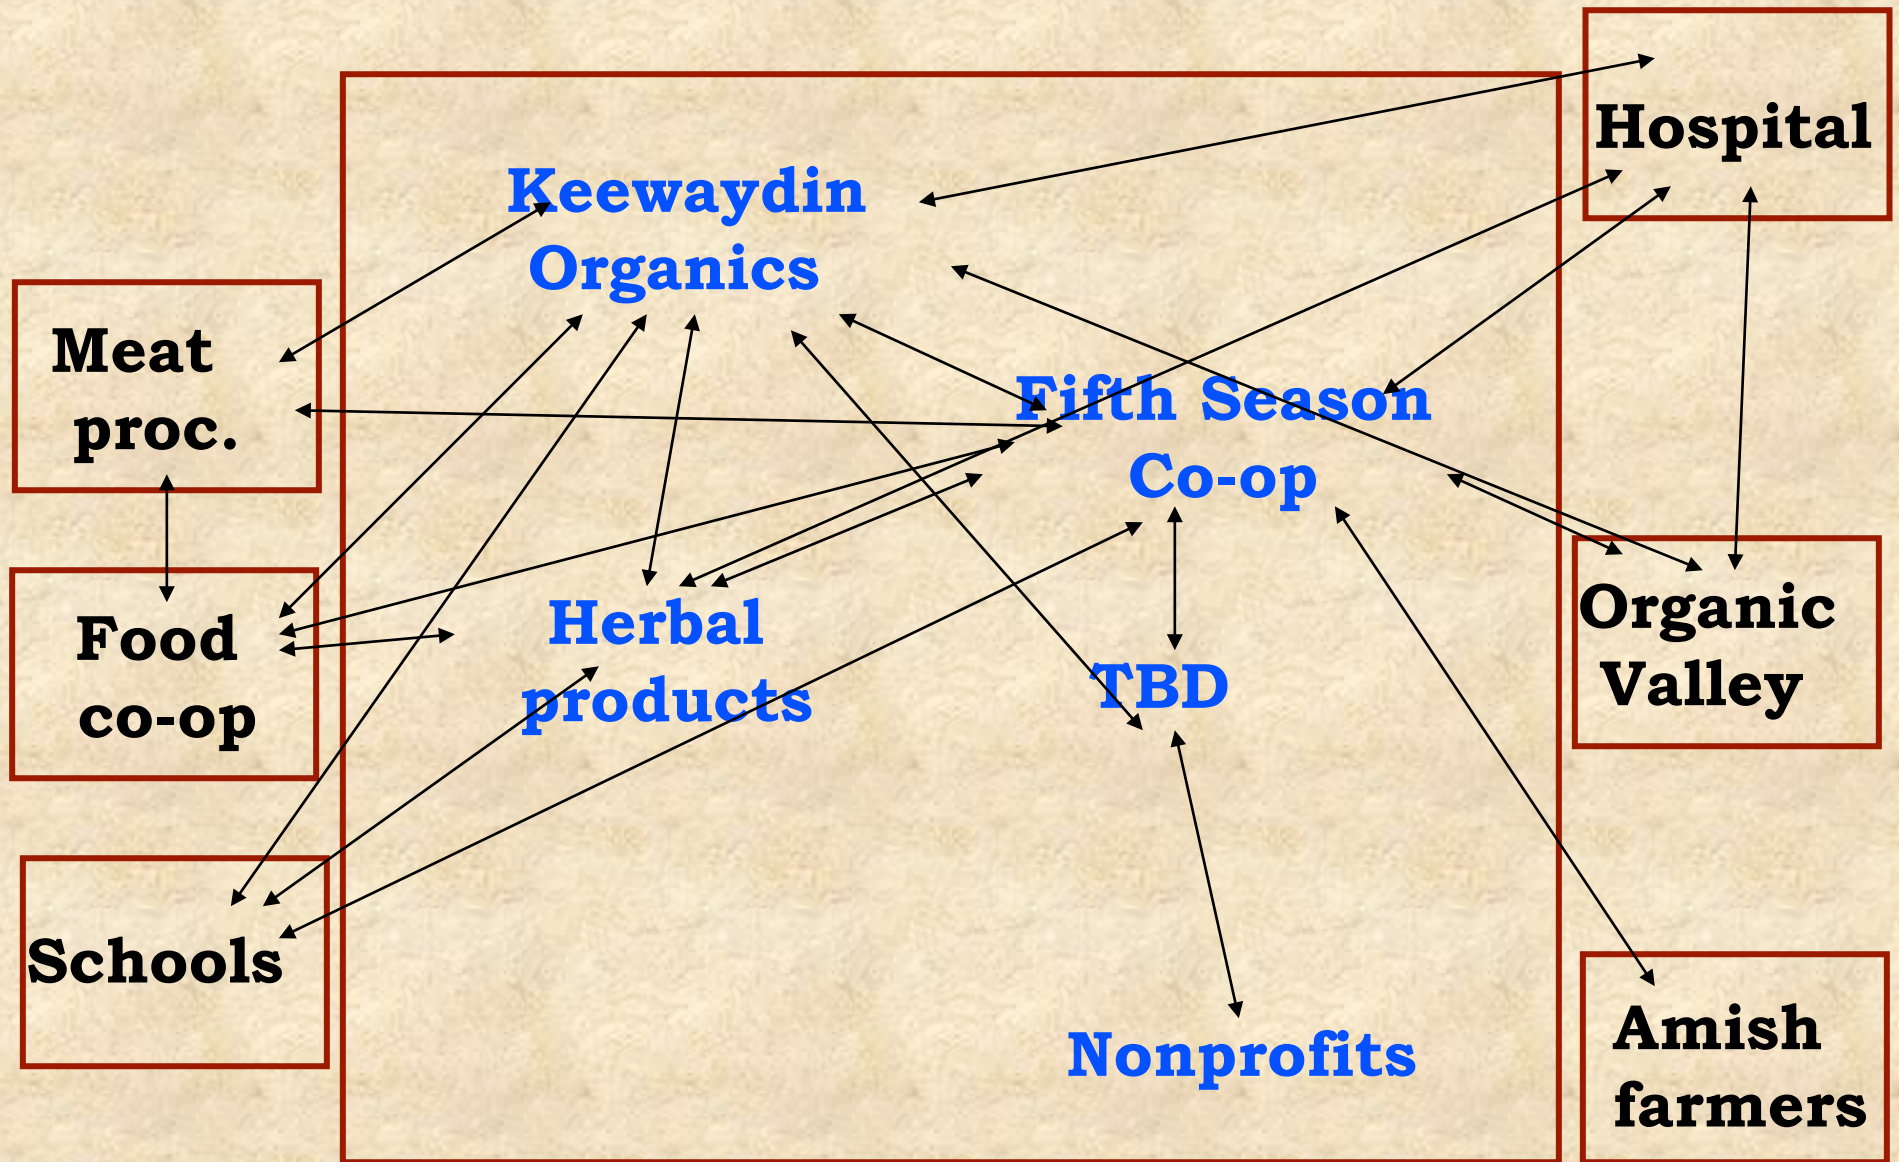 Hospital
Keewaydin
Organics
Meat
proc.
Fifth Season
Co-op
Food
co-op
Herbal
products
TBD
Organic
Valley
Schools
Nonprofits
Amish
farmers